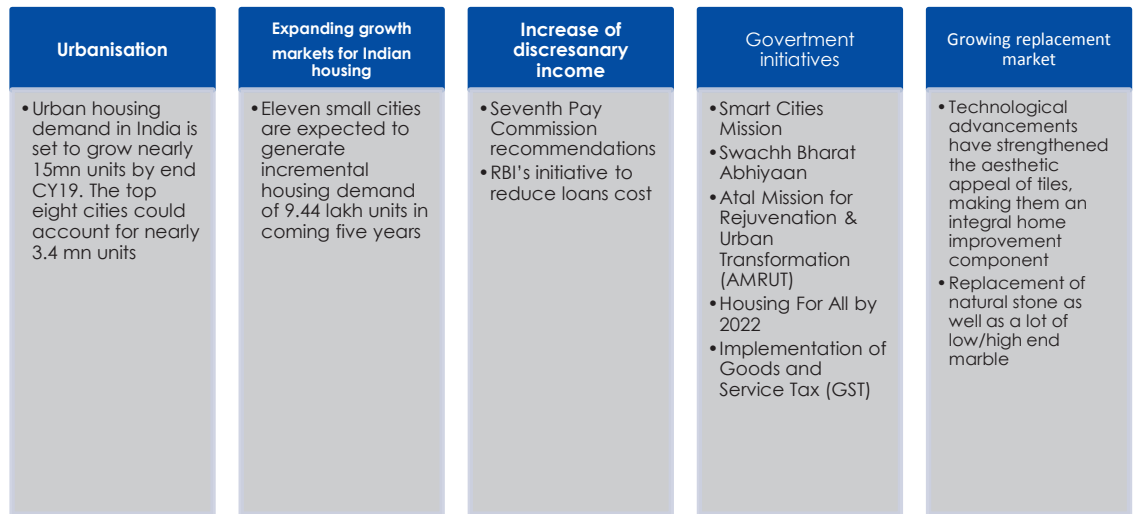 Urbanisation
•Urban housing
demand in India is
set to grow nearly
15mn units by end
CY19. The top
eight cities could
account for nearly
3.4 mn units
Expanding growth
markets for Indian
housing
•Eleven small cities
are expected to
generate
incremental
housing demand
of 9.44 lakh units in
coming five years
Increase of
discresanary
income
•Seventh Pay
Commission
recommendations
•RBI's initiative to
reduce loans cost
Govertment
initiatives
•Smart Cities
Mission
•Swachh Bharat
Abhiyaan
•Atal Mission for
Rejuvenation &
Urban
Transformation
(AMRUT)
•Housing For All by
2022
•Implementation of
Goods and
Service Tax (GST)
Growing replacement
market
•Technological
advancements
have strengthened
the aesthetic
appeal of tiles,
making them an
integral home
improvement
component
•Replacement of
natural stone as
well as a lot of
low/high end
marble